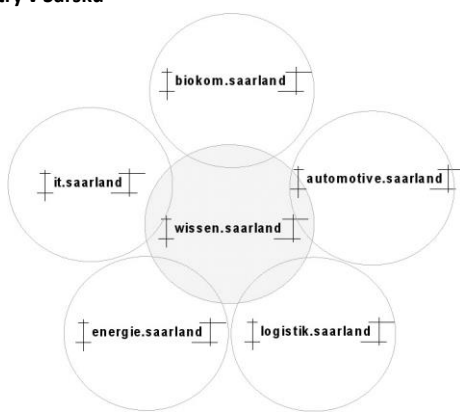 biokom.saarland
it.saarland
automotive.saarland
wissen.saarland
energie.saarland
logistik.saarland